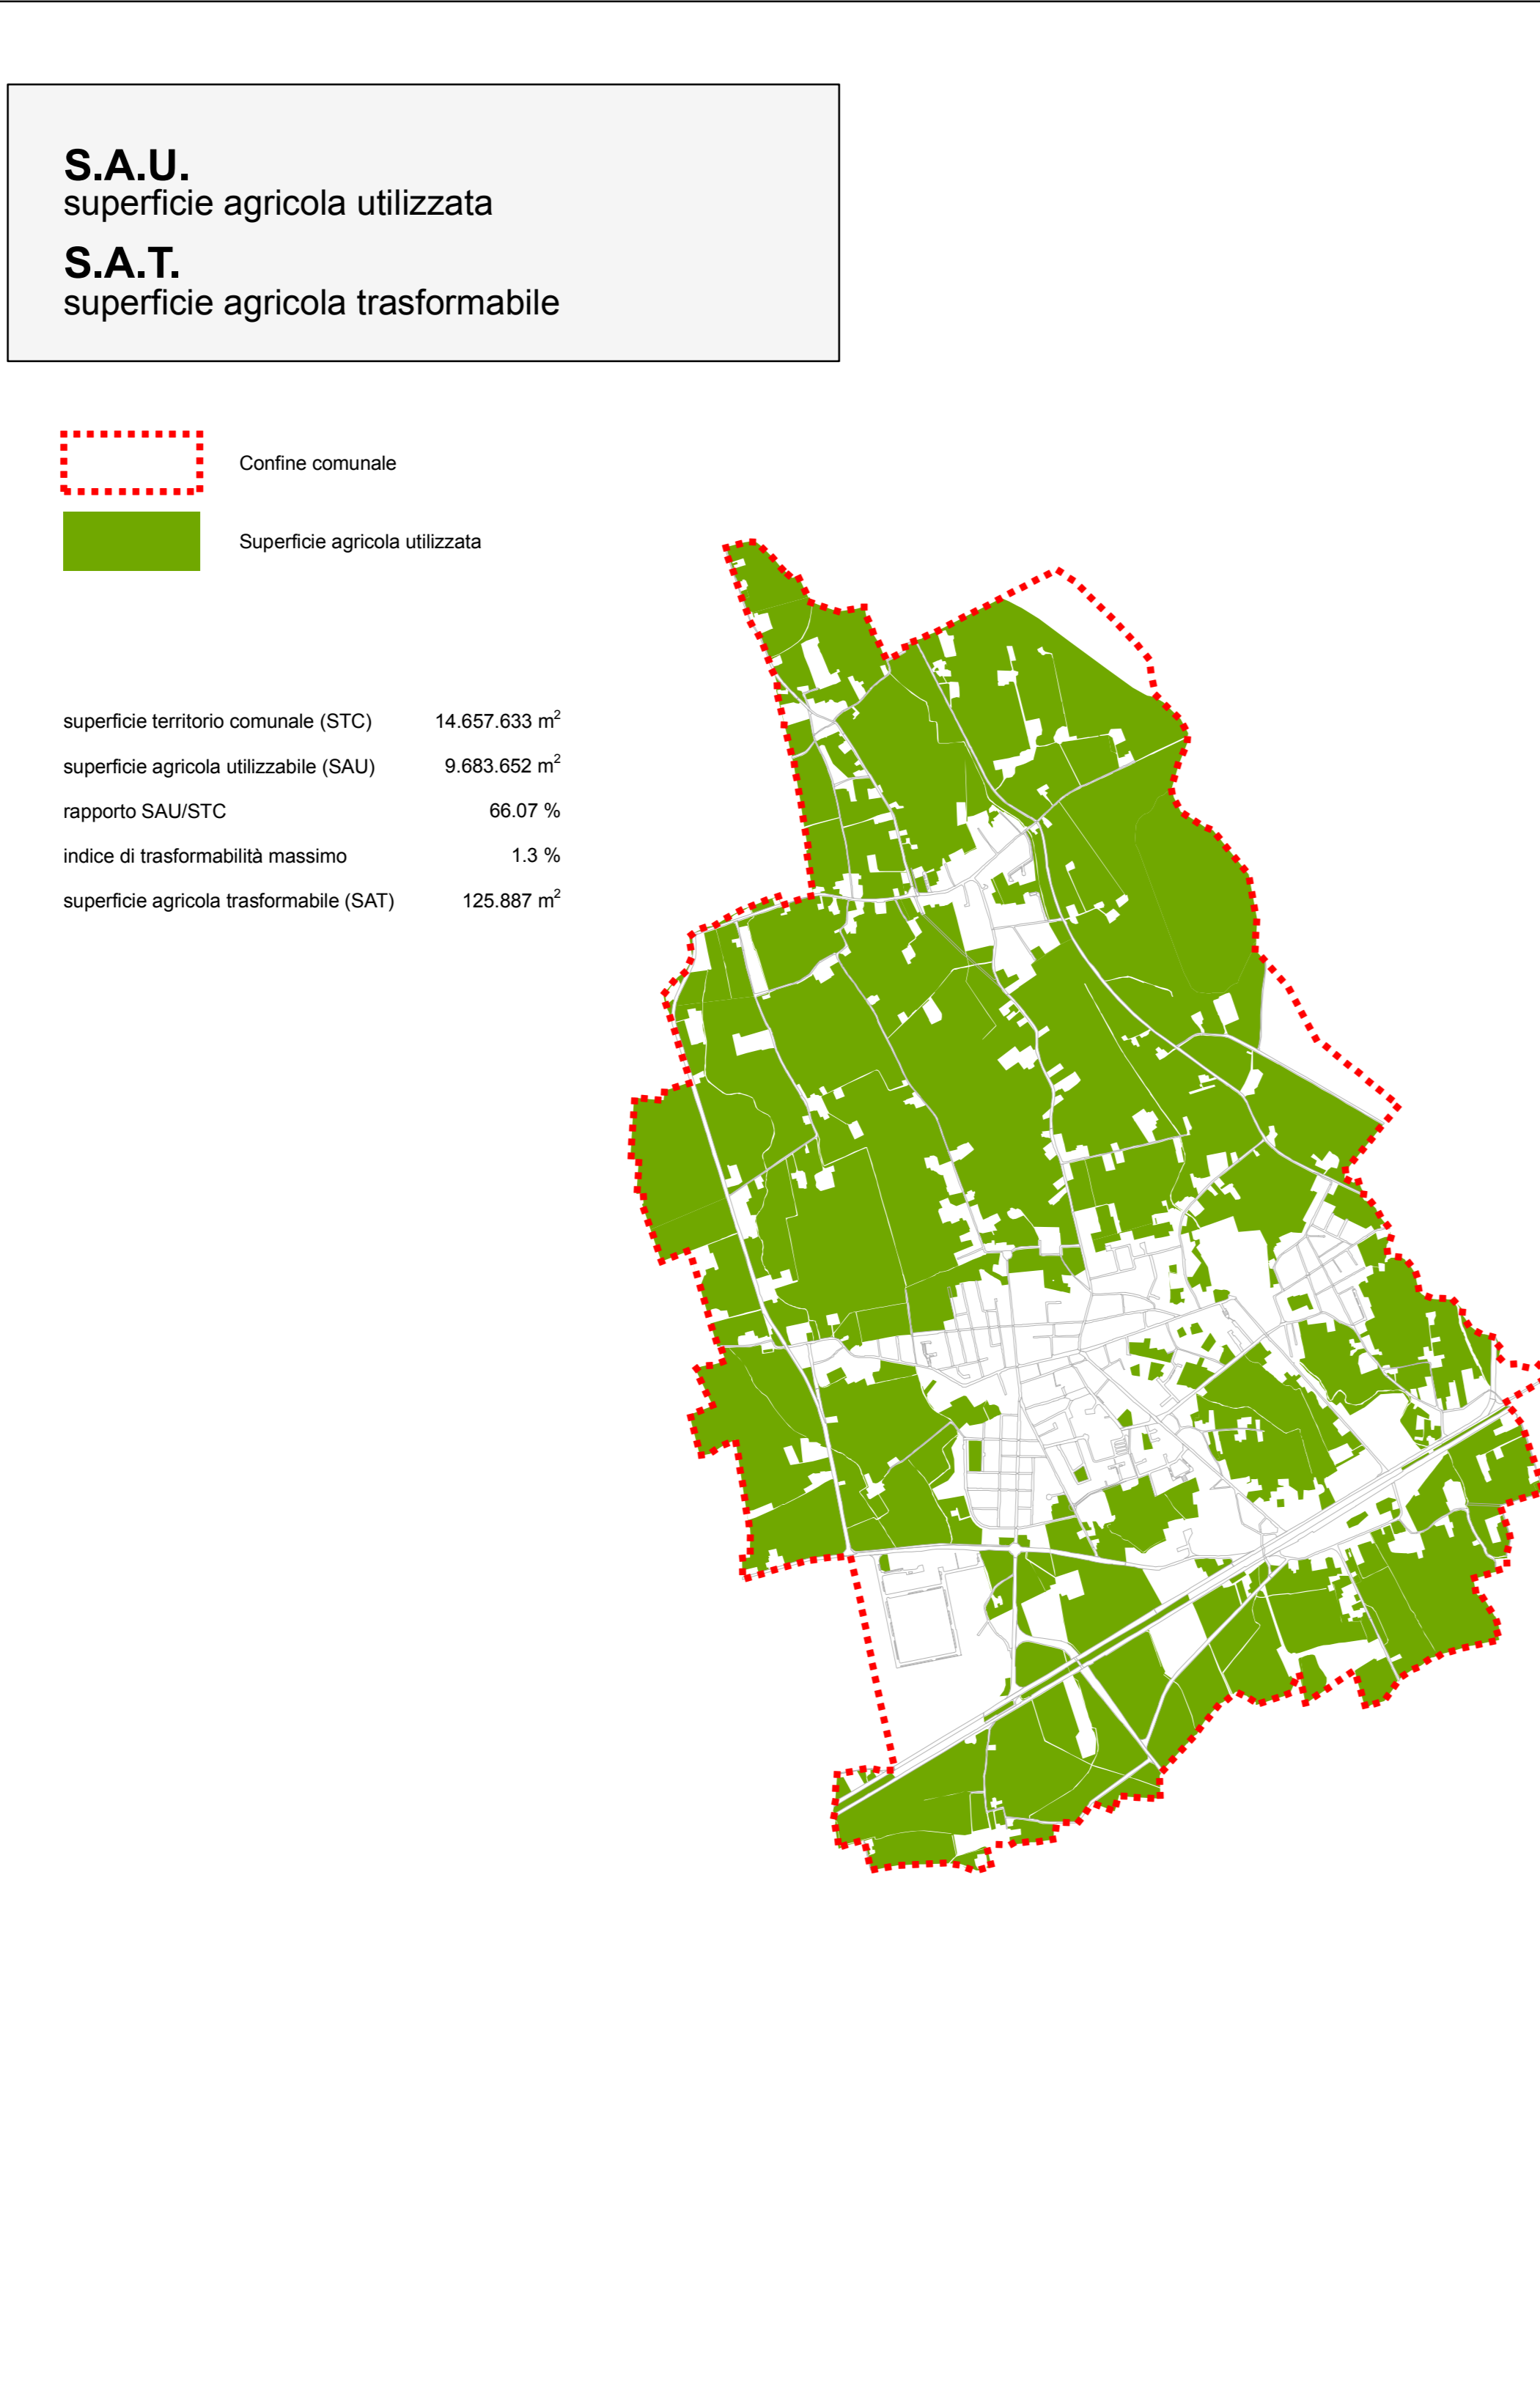 S.A.U.
superficie agricola utilizzata
S.A.T.
superficie agricola trasformabile
Confine comunale
Superficie agricola utilizzata
superficie territorio comunale (STC) 14.657.633 m²
superficie agricola utilizzabile (SAU) 9.683.652 m²
rapporto SAU/STC 66.07 %
indice di trasformabilità massimo 1.3 %
superficie agricola trasformabile (SAT) 125.887 m²